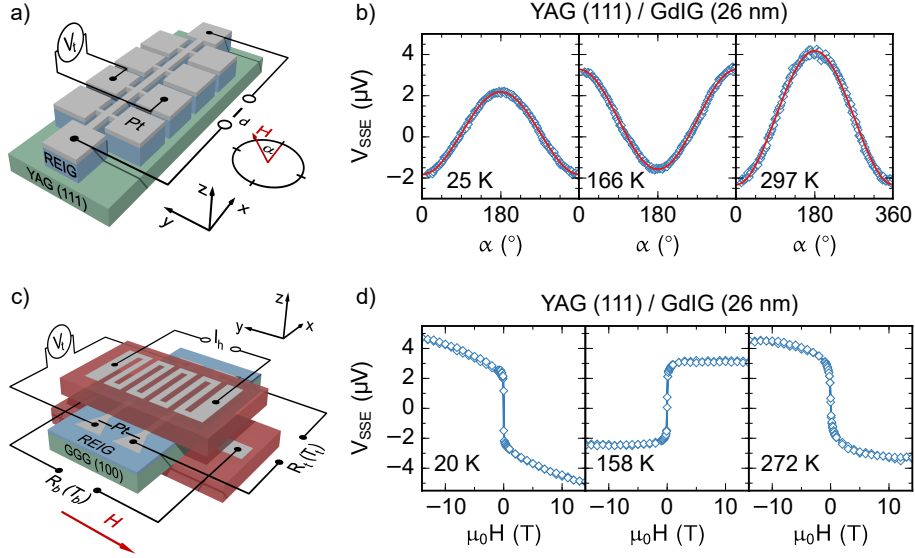 a)
V_t
Pt
REIG
YAG (111)
I_d
H
α
z
y
x
b)
YAG (111) / GdIG (26 nm)
V_SSE (μV)
4
2
0
−2
25 K
166 K
297 K
0 180 0 180 0 180 360
α (°) α (°) α (°)
c)
z
y
x
V_t
I_h
Pt
REIG
GGG (100)
R_b(T_b)
R_t(T_t)
H
d)
YAG (111) / GdIG (26 nm)
V_SSE (μV)
4
2
0
−2
−4
20 K
158 K
272 K
−10 0 10 −10 0 10 −10 0 10
μ₀H (T) μ₀H (T) μ₀H (T)